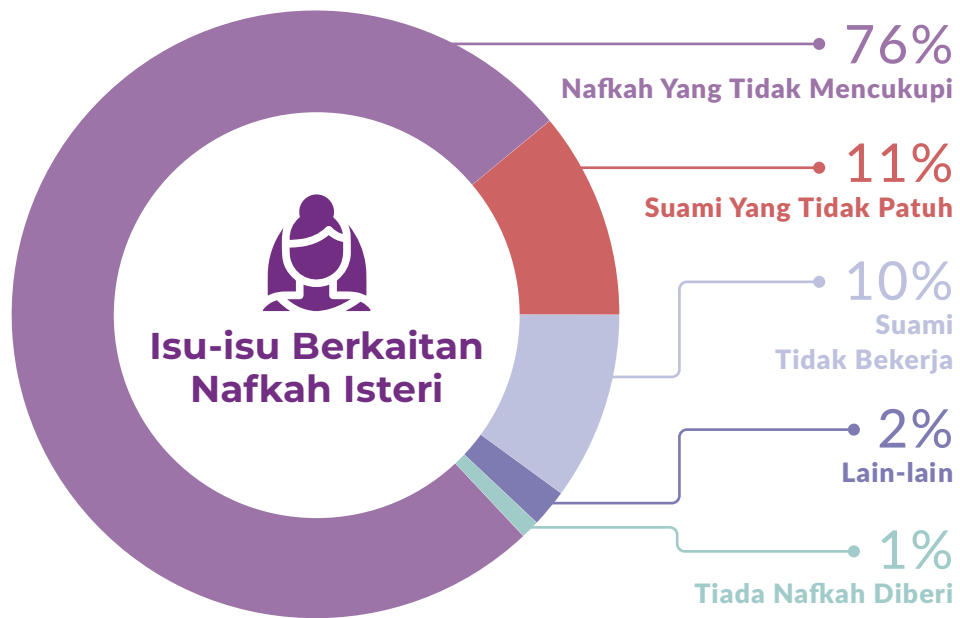 76%
Nafkah Yang Tidak Mencukupi
11%
Suami Yang Tidak Patuh
10%
Suami
Tidak Bekerja
2%
Lain-lain
1%
Tiada Nafkah Diberi
Isu-isu Berkaitan
Nafkah Isteri